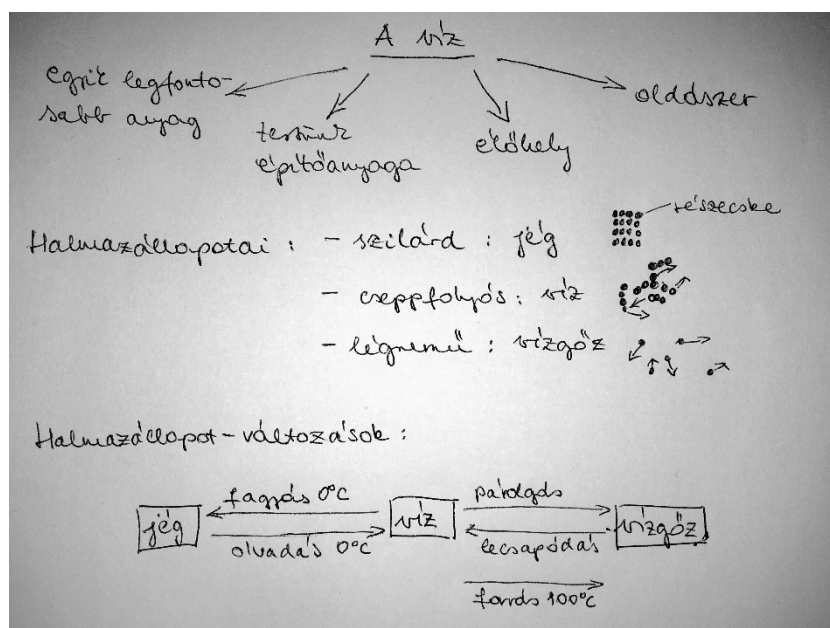 A víz
egyik legfonto-
sabb anyag
testünk
építőanyaga
élőhely
oldószer
Halmazállapotai : - szilárd : jég
részecske
- cseppfolyós : víz
- légnemű : vízgőz
Halmazállapot-változások :
jég
fagyás 0°C
olvadás 0°C
víz
párolgás
lecsapódás
forrás 100°C
vízgőz